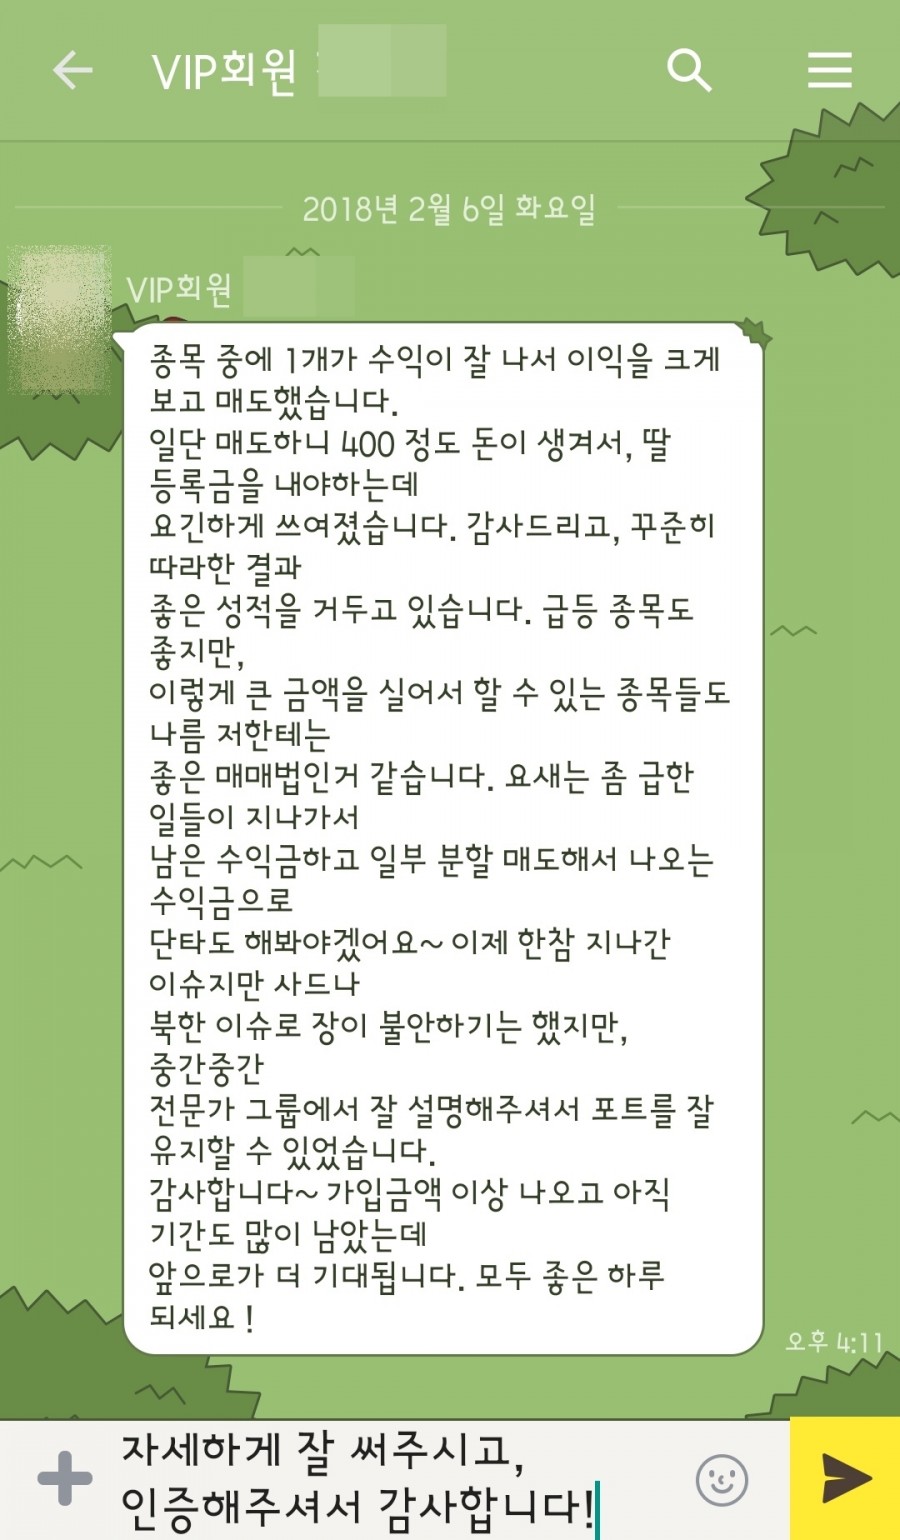 VIP회원
2018년 2월 6일 화요일
VIP회원
종목 중에 1개가 수익이 잘 나서 이익을 크게
보고 매도했습니다.
일단 매도하니 400 정도 돈이 생겨서, 딸
등록금을 내야하는데
요긴하게 쓰여졌습니다. 감사드리고, 꾸준히
따라한 결과
좋은 성적을 거두고 있습니다. 급등 종목도
좋지만,
이렇게 큰 금액을 실어서 할 수 있는 종목들도
나름 저한테는
좋은 매매법인거 같습니다. 요새는 좀 급한
일들이 지나가서
남은 수익금하고 일부 분할 매도해서 나오는
수익금으로
단타도 해봐야겠어요~ 이제 한참 지나간
이슈지만 사드나
북한 이슈로 장이 불안하기는 했지만,
중간중간
전문가 그룹에서 잘 설명해주셔서 포트를 잘
유지할 수 있었습니다.
감사합니다~ 가입금액 이상 나오고 아직
기간도 많이 남았는데
앞으로가 더 기대됩니다. 모두 좋은 하루
되세요 !
오후 4:11
자세하게 잘 써주시고,
인증해주셔서 감사합니다!